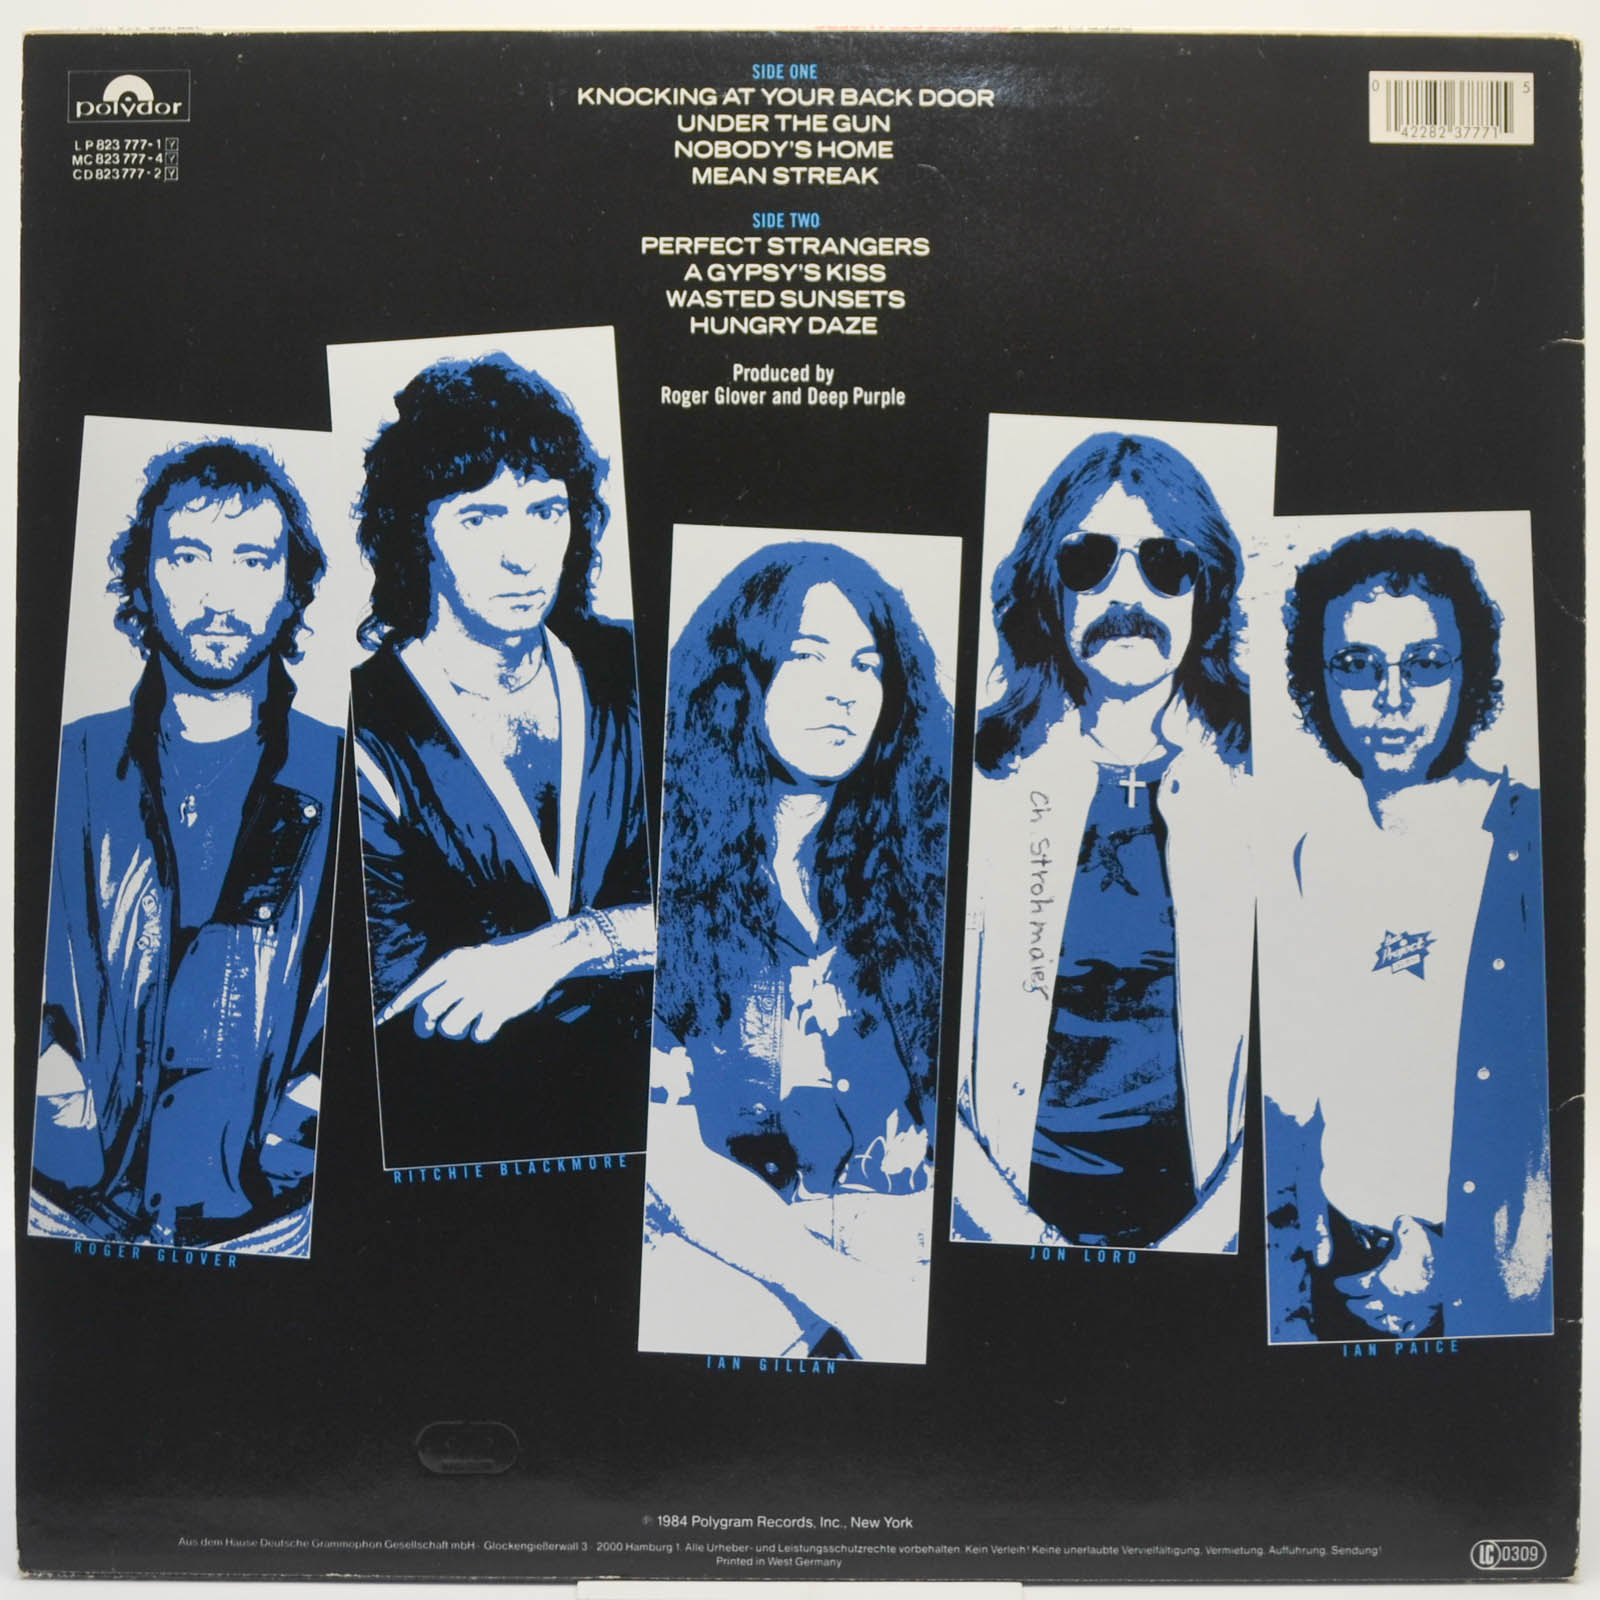 polydor
LP 823 777-1 Y
MC 823 777-4 Y
CD 823 777-2 Y
SIDE ONE
KNOCKING AT YOUR BACK DOOR
UNDER THE GUN
NOBODY'S HOME
MEAN STREAK
SIDE TWO
PERFECT STRANGERS
A GYPSY'S KISS
WASTED SUNSETS
HUNGRY DAZE
Produced by
Roger Glover and Deep Purple
0 42282 37771 5
Ch. Strohmaier
Project
ROGER GLOVER
RITCHIE BLACKMORE
IAN GILLAN
JON LORD
IAN PAICE
℗ 1984 Polygram Records, Inc., New York
Aus dem Hause Deutsche Grammophon Gesellschaft mbH - Glockengießerwall 3 - 2000 Hamburg 1. Alle Urheber- und Leistungsschutzrechte vorbehalten. Kein Verleih! Keine unerlaubte Vervielfältigung, Vermietung, Aufführung, Sendung!
Printed in West Germany
LC 0309